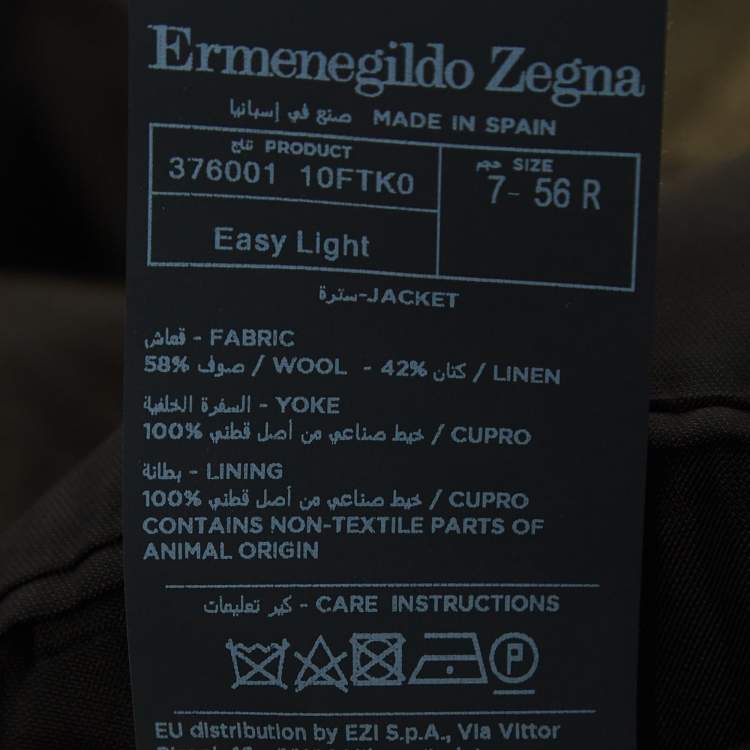 Ermenegildo Zegna
صنع في إسبانيا MADE IN SPAIN
PRODUCT
376001 10FTK0
حجم SIZE
7- 56 R
Easy Light
سترة-JACKET
قماش - FABRIC
58% صوف / WOOL - 42% كتان / LINEN
السفرة الخلفية - YOKE
100% خيط صناعي من أصل قطني / CUPRO
بطانة - LINING
100% خيط صناعي من أصل قطني / CUPRO
CONTAINS NON-TEXTILE PARTS OF
ANIMAL ORIGIN
كير تعليمات - CARE INSTRUCTIONS
P
EU distribution by EZI S.p.A., Via Vittor